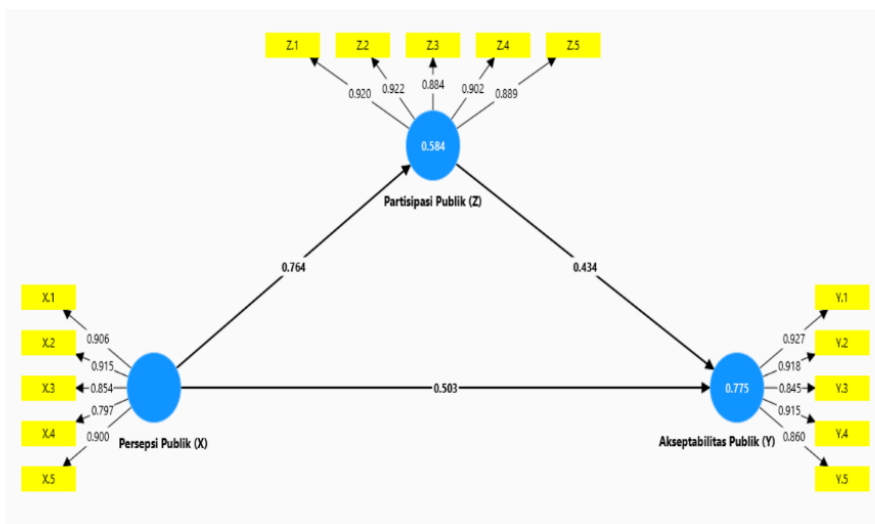 Z.1 Z.2 Z.3 Z.4 Z.5
0.920 0.922 0.884 0.902 0.889
0.584
Partisipasi Publik (Z)
0.764 0.434
X.1 Y.1
0.906 0.927
X.2 Y.2
0.915 0.918
X.3 0.854 0.503 0.775 0.845 Y.3
0.797 0.915
X.4 Y.4
0.900 0.860
Persepsi Publik (X) Akseptabilitas Publik (Y)
X.5 Y.5